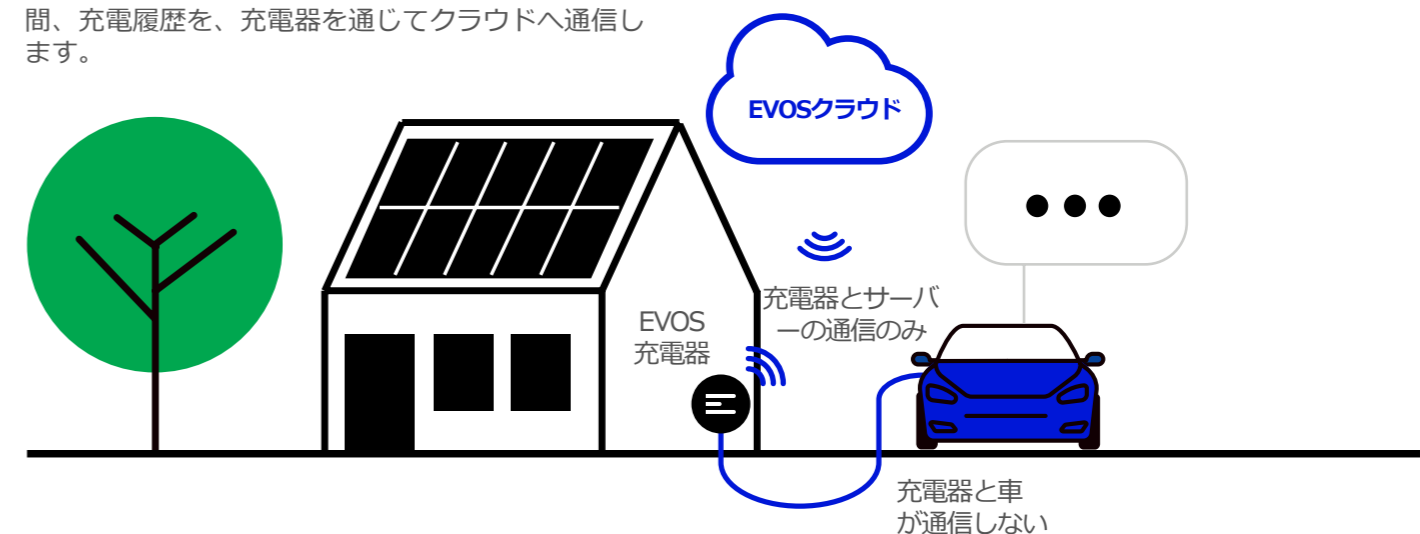 間、充電履歴を、充電器を通じてクラウドへ通信し
ます。
EVOSクラウド
充電器とサーバ
ーの通信のみ
EVOS
充電器
充電器と車
が通信しない